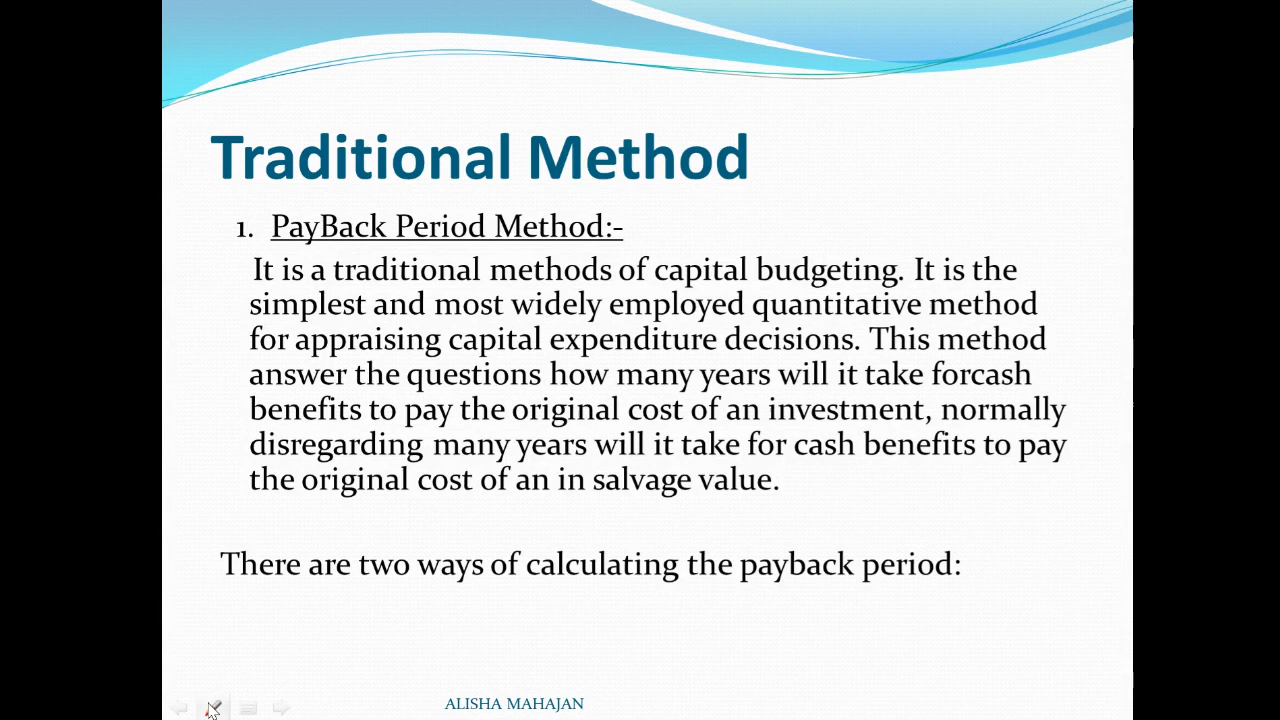 Traditional Method
1. PayBack Period Method:-
It is a traditional methods of capital budgeting. It is the
simplest and most widely employed quantitative method
for appraising capital expenditure decisions. This method
answer the questions how many years will it take forcash
benefits to pay the original cost of an investment, normally
disregarding many years will it take for cash benefits to pay
the original cost of an in salvage value.
There are two ways of calculating the payback period:
ALISHA MAHAJAN